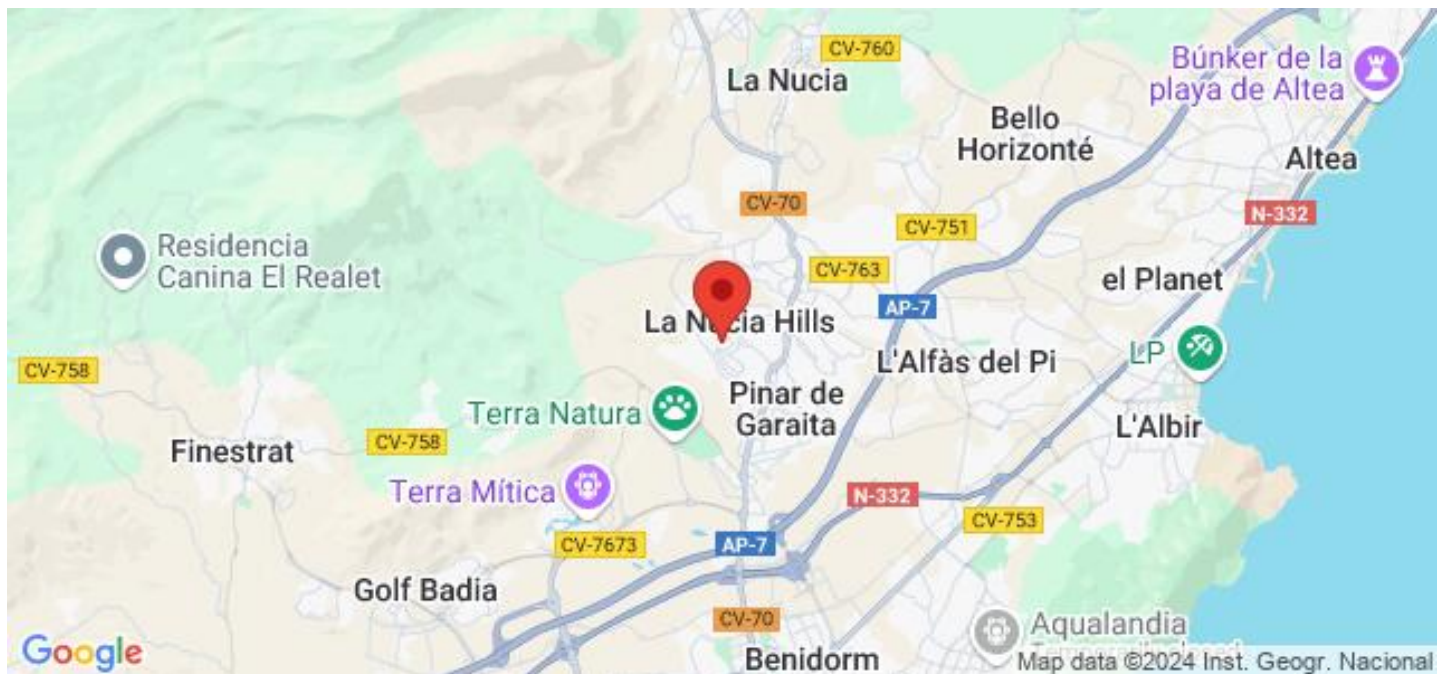 CV-760
La Nucia
Búnker de la
playa de Altea
Bello
Horizonté
Altea
CV-70
N-332
CV-751
Residencia
Canina El Realet
CV-763
el Planet
AP-7
La Nucia Hills
LP
L'Alfàs del Pi
CV-758
Terra Natura
Pinar de
Garaita
L'Albir
Finestrat
CV-758
Terra Mítica
N-332
CV-753
CV-7673
AP-7
Golf Badia
CV-70
Aqualandia
Temporarily closed
Google
Benidorm
Map data ©2024 Inst. Geogr. Nacional